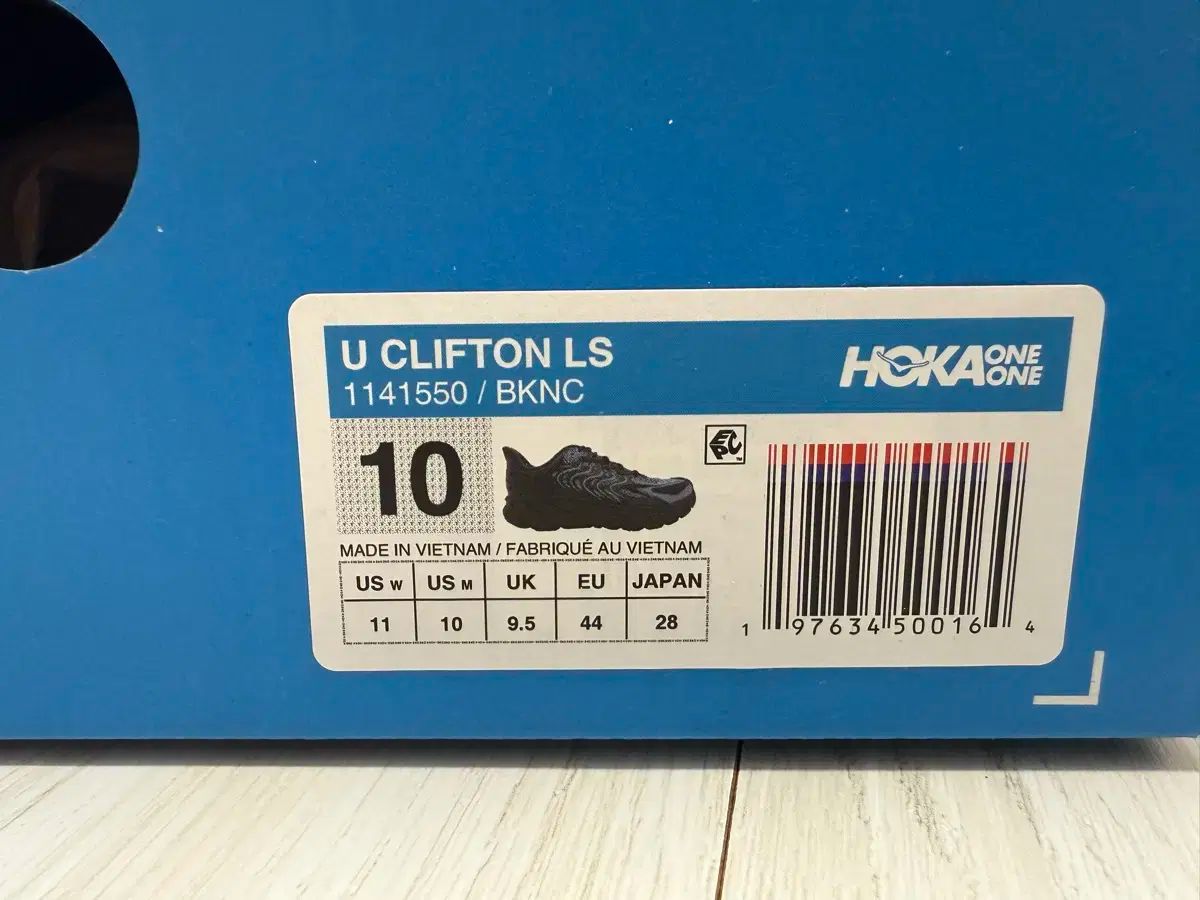 U CLIFTON LS
1141550 / BKNC
HOKA ONE ONE
10
EPC™
MADE IN VIETNAM / FABRIQUÉ AU VIETNAM
US W US M UK EU JAPAN
11 10 9.5 44 28
1 97634 50016 4